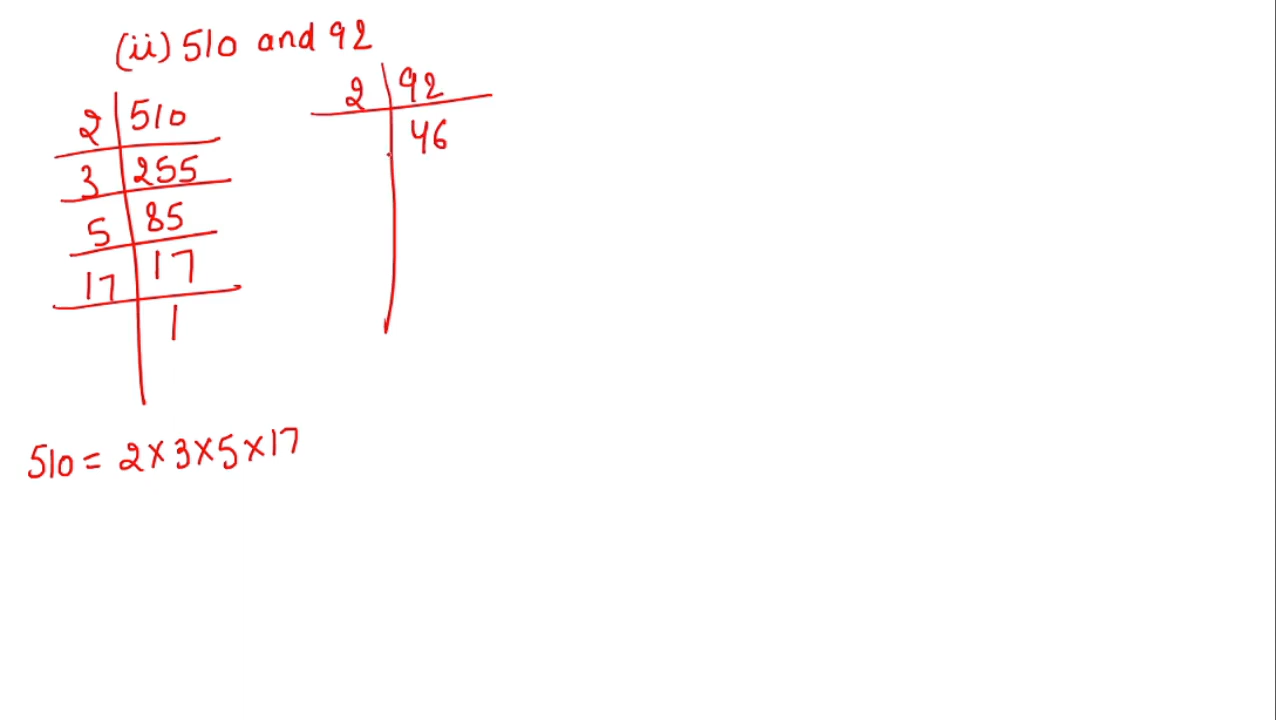 (ii) 510 and 92
2 | 510
3 | 255
5 | 85
17 | 17
1
2 | 92
46
510 = 2×3×5×17